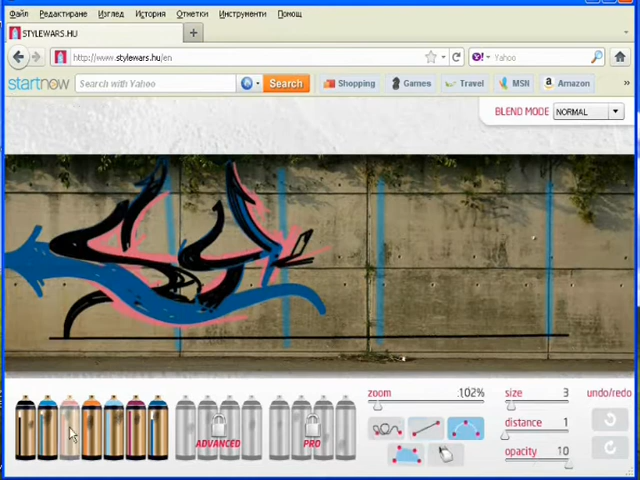 Файл Редактиране Изглед История Отметки Инструменти Помощ
STYLEWARS.HU
http://www.stylewars.hu/en
Yahoo
startnow Search with Yahoo Search Shopping Games Travel MSN Amazon
BLEND MODE NORMAL
zoom 102% size 3 undo/redo
distance 1
ADVANCED PRO
opacity 10